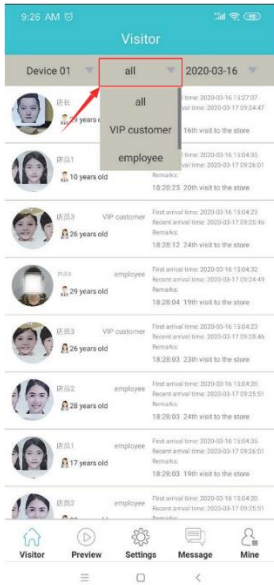 9:26 AM
5G
Visitor
Device 01
all
2020-03-16
all
VIP customer
employee
店长
29 years old
time: 2020-03-16 15:27:07
val time: 2020-03-17 09:24:47
16th visit to the store
店员1
10 years old
time: 2020-03-16 15:04:35
val time: 2020-03-17 09:26:01
Remarks:
18:28:25 20th visit to the store
店员3
VIP customer
26 years old
First arrival time: 2020-03-16 15:04:23
Recent arrival time: 2020-03-17 09:25:46
Remarks:
18:28:12 24th visit to the store
employee
29 years old
First arrival time: 2020-03-16 15:04:32
Recent arrival time: 2020-03-17 09:24:49
Remarks:
18:28:04 19th visit to the store
店员3
VIP customer
26 years old
First arrival time: 2020-03-16 15:04:23
Recent arrival time: 2020-03-17 09:25:46
Remarks:
18:28:03 23th visit to the store
店员2
employee
28 years old
First arrival time: 2020-03-16 15:04:20
Recent arrival time: 2020-03-17 09:25:51
Remarks:
18:28:03 24th visit to the store
店员1
employee
17 years old
First arrival time: 2020-03-16 15:04:35
Recent arrival time: 2020-03-17 09:26:01
Remarks:
18:28:03 19th visit to the store
店员2
employee
First arrival time: 2020-03-16 15:04:20
Recent arrival time: 2020-03-17 09:25:51
Visitor
Preview
Settings
Message
Mine